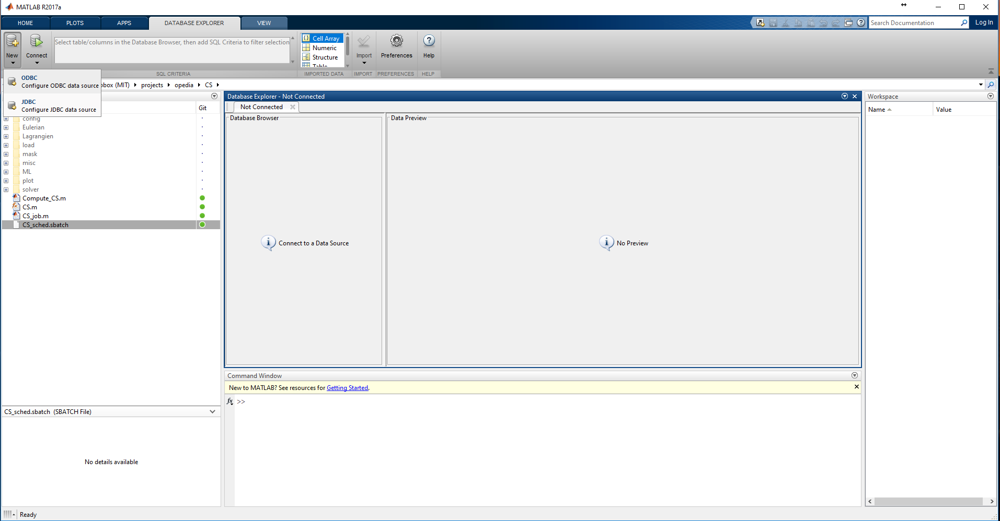 MATLAB R2017a
HOME PLOTS APPS DATABASE EXPLORER VIEW
Search Documentation
Log In
New Connect
Select table/columns in the Database Browser, then add SQL Criteria to filter selection
Cell Array
Numeric
Structure
Table
Import Preferences Help
SQL CRITERIA IMPORTED DATA IMPORT PREFERENCES HELP
ODBC
Configure ODBC data source
JDBC
Configure JDBC data source
(MIT) projects opedia CS
Git
config
Eulerian
Lagrangien
load
mask
misc
ML
plot
solver
Compute_CS.m
CS.m
CS_job.m
CS_sched.sbatch
CS_sched.sbatch (SBATCH File)
No details available
Database Explorer - Not Connected
Not Connected
Database Browser
Connect to a Data Source
Data Preview
No Preview
Command Window
New to MATLAB? See resources for Getting Started.
fx >>
Workspace
Name Value
Ready